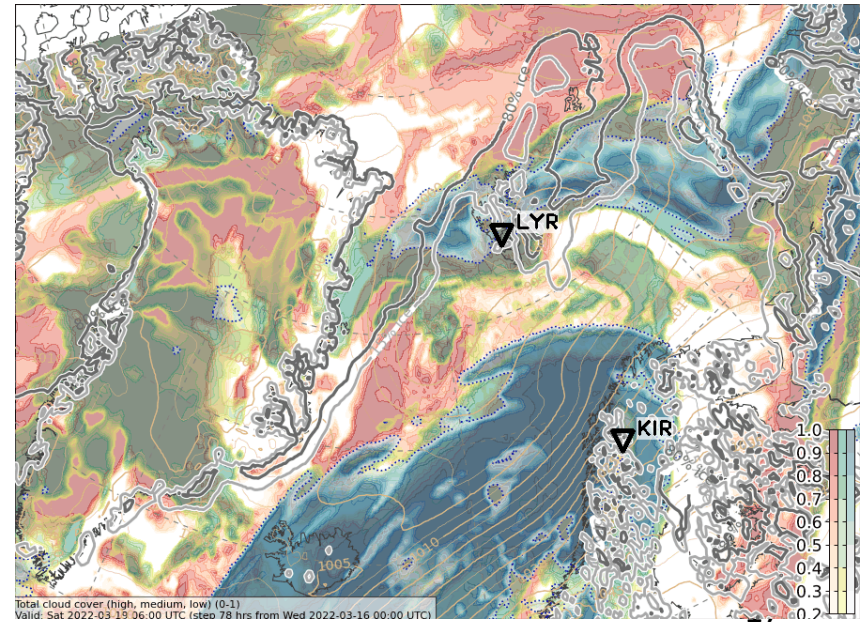 80% ice
LYR
KIR
1.0
0.9
0.8
0.7
0.6
0.5
0.4
0.3
0.2
1005
1005
1010
Total cloud cover (high, medium, low) (0-1)
Valid: Sat 2022-03-19 06:00 UTC (step 78 hrs from Wed 2022-03-16 00:00 UTC)